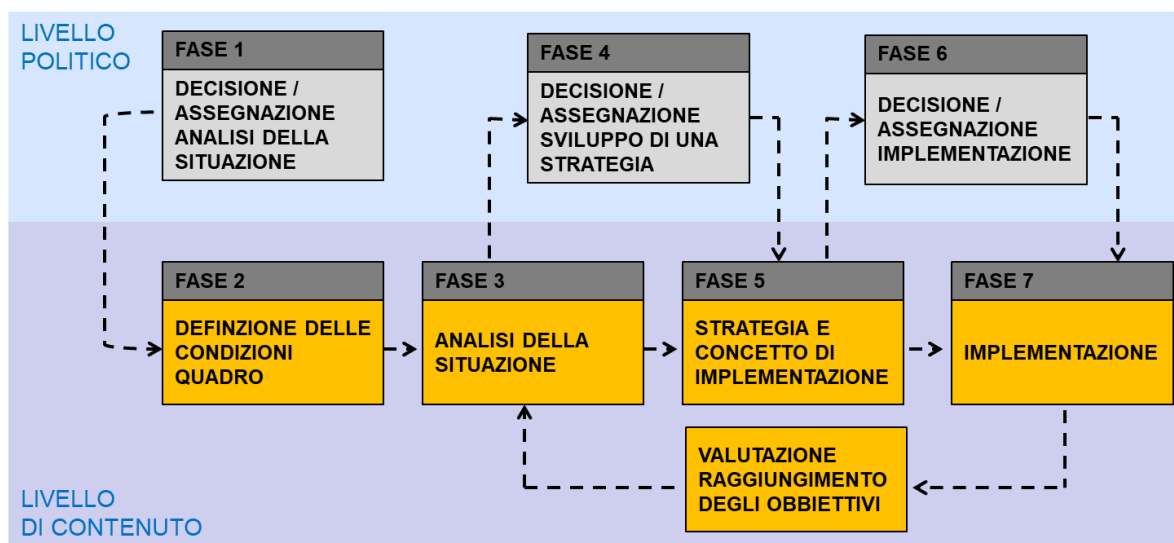 LIVELLO
POLITICO
FASE 1
DECISIONE /
ASSEGNAZIONE
ANALISI DELLA
SITUAZIONE
FASE 4
DECISIONE /
ASSEGNAZIONE
SVILUPPO DI UNA
STRATEGIA
FASE 6
DECISIONE /
ASSEGNAZIONE
IMPLEMENTAZIONE
FASE 2
DEFINZIONE DELLE
CONDIZIONI
QUADRO
FASE 3
ANALISI DELLA
SITUAZIONE
FASE 5
STRATEGIA E
CONCETTO DI
IMPLEMENTAZIONE
FASE 7
IMPLEMENTAZIONE
VALUTAZIONE
RAGGIUNGIMENTO
DEGLI OBBIETTIVI
LIVELLO
DI CONTENUTO